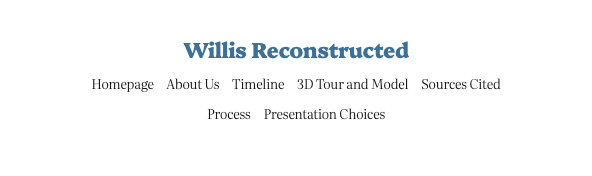 Willis Reconstructed
Homepage About Us Timeline 3D Tour and Model Sources Cited
Process Presentation Choices